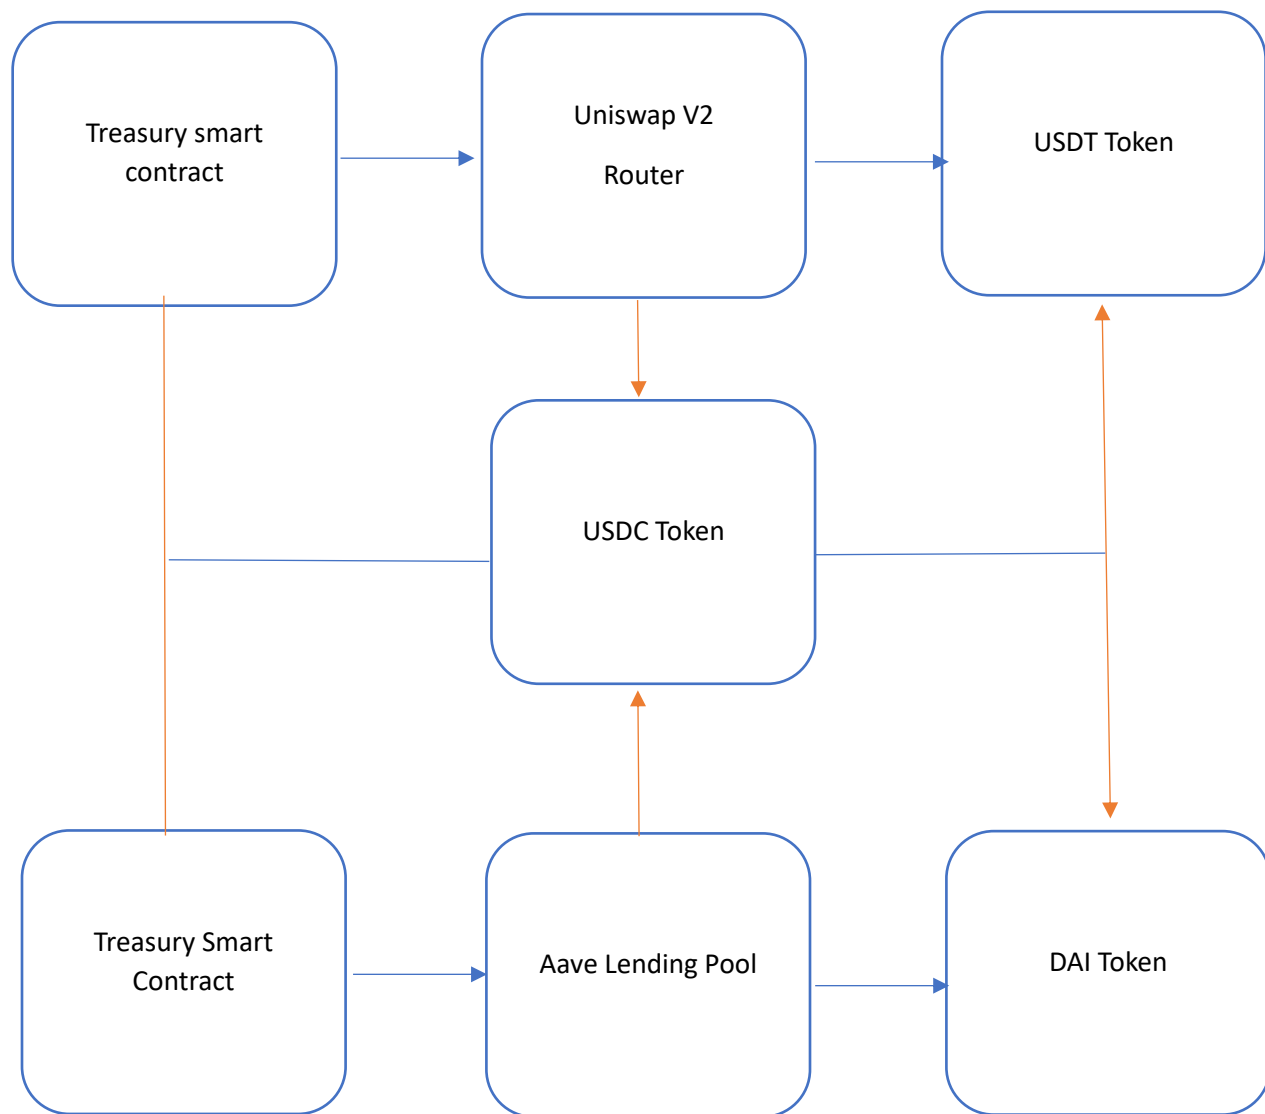 Treasury smart
contract
Uniswap V2
Router
USDT Token
USDC Token
Treasury Smart
Contract
Aave Lending Pool
DAI Token